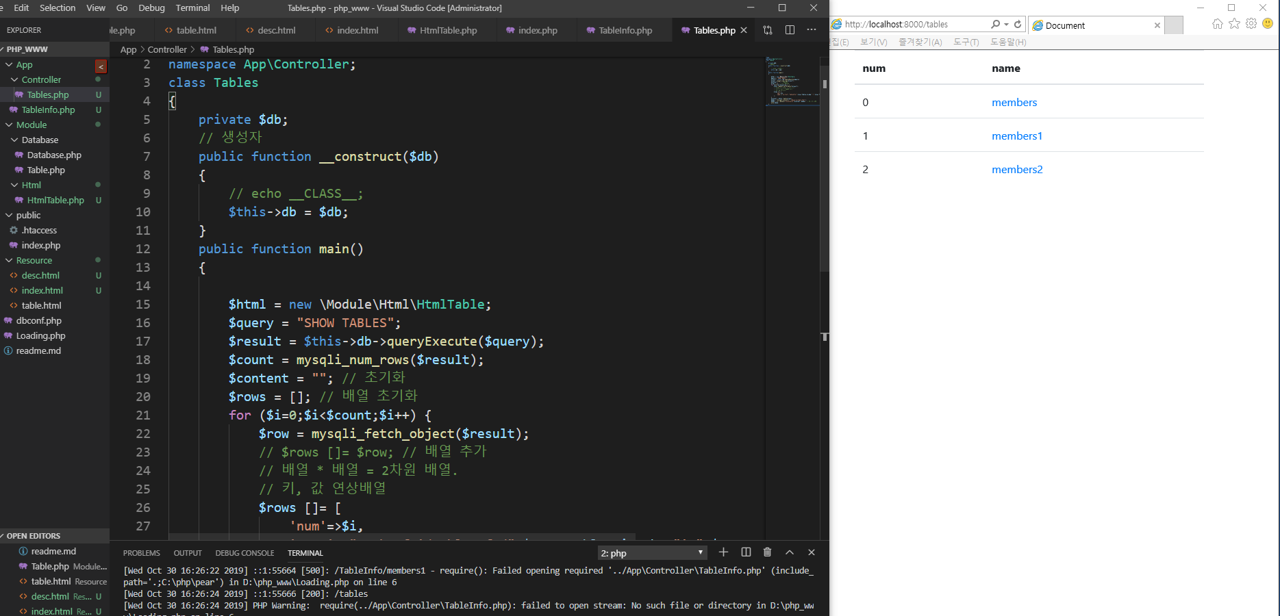 Edit Selection View Go Debug Terminal Help Tables.php - php_www - Visual Studio Code [Administrator]
EXPLORER
ble.php table.html desc.html index.html HtmlTable.php index.php TableInfo.php Tables.php
PHP_WWW
App
Controller
Tables.php U
TableInfo.php U
Module
Database
Database.php
Table.php
Html
HtmlTable.php U
public
.htaccess
index.php
Resource
desc.html U
index.html U
table.html
dbconf.php
Loading.php
readme.md
OPEN EDITORS
readme.md
Table.php Module...
table.html Resource
desc.html Res... U
index.html Res... U
App > Controller > Tables.php
2 namespace App\Controller;
3 class Tables
4 {
5 private $db;
6 // 생성자
7 public function __construct($db)
8 {
9 // echo __CLASS__;
10 $this->db = $db;
11 }
12 public function main()
13 {
14
15 $html = new \Module\Html\HtmlTable;
16 $query = "SHOW TABLES";
17 $result = $this->db->queryExecute($query);
18 $count = mysqli_num_rows($result);
19 $content = ""; // 초기화
20 $rows = []; // 배열 초기화
21 for ($i=0;$i<$count;$i++) {
22 $row = mysqli_fetch_object($result);
23 // $rows []= $row; // 배열 추가
24 // 배열 * 배열 = 2차원 배열.
25 // 키, 값 연상배열
26 $rows []= [
27 'num'=>$i,
PROBLEMS OUTPUT DEBUG CONSOLE TERMINAL 2: php
[Wed Oct 30 16:26:22 2019] ::1:55664 [500]: /TableInfo/members1 - require(): Failed opening required '../App\Controller\TableInfo.php' (include_
path='.;C:\php\pear') in D:\php_www\Loading.php on line 6
[Wed Oct 30 16:26:24 2019] ::1:55666 [200]: /tables
[Wed Oct 30 16:26:24 2019] PHP Warning: require(../App\Controller\TableInfo.php): failed to open stream: No such file or directory in D:\php_ww
http://localhost:8000/tables Document
집(E) 보기(V) 즐겨찾기(A) 도구(T) 도움말(H)
num name
0 members
1 members1
2 members2